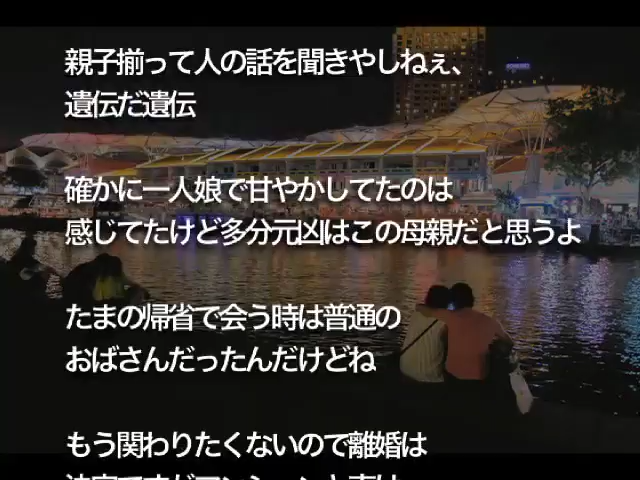 親子揃って人の話を聞きやしねぇ、
遺伝だ遺伝
確かに一人娘で甘やかしてたのは
感じてたけど多分元凶はこの母親だと思うよ
たまの帰省で会う時は普通の
おばさんだったんだけどね
もう関わりたくないので離婚は